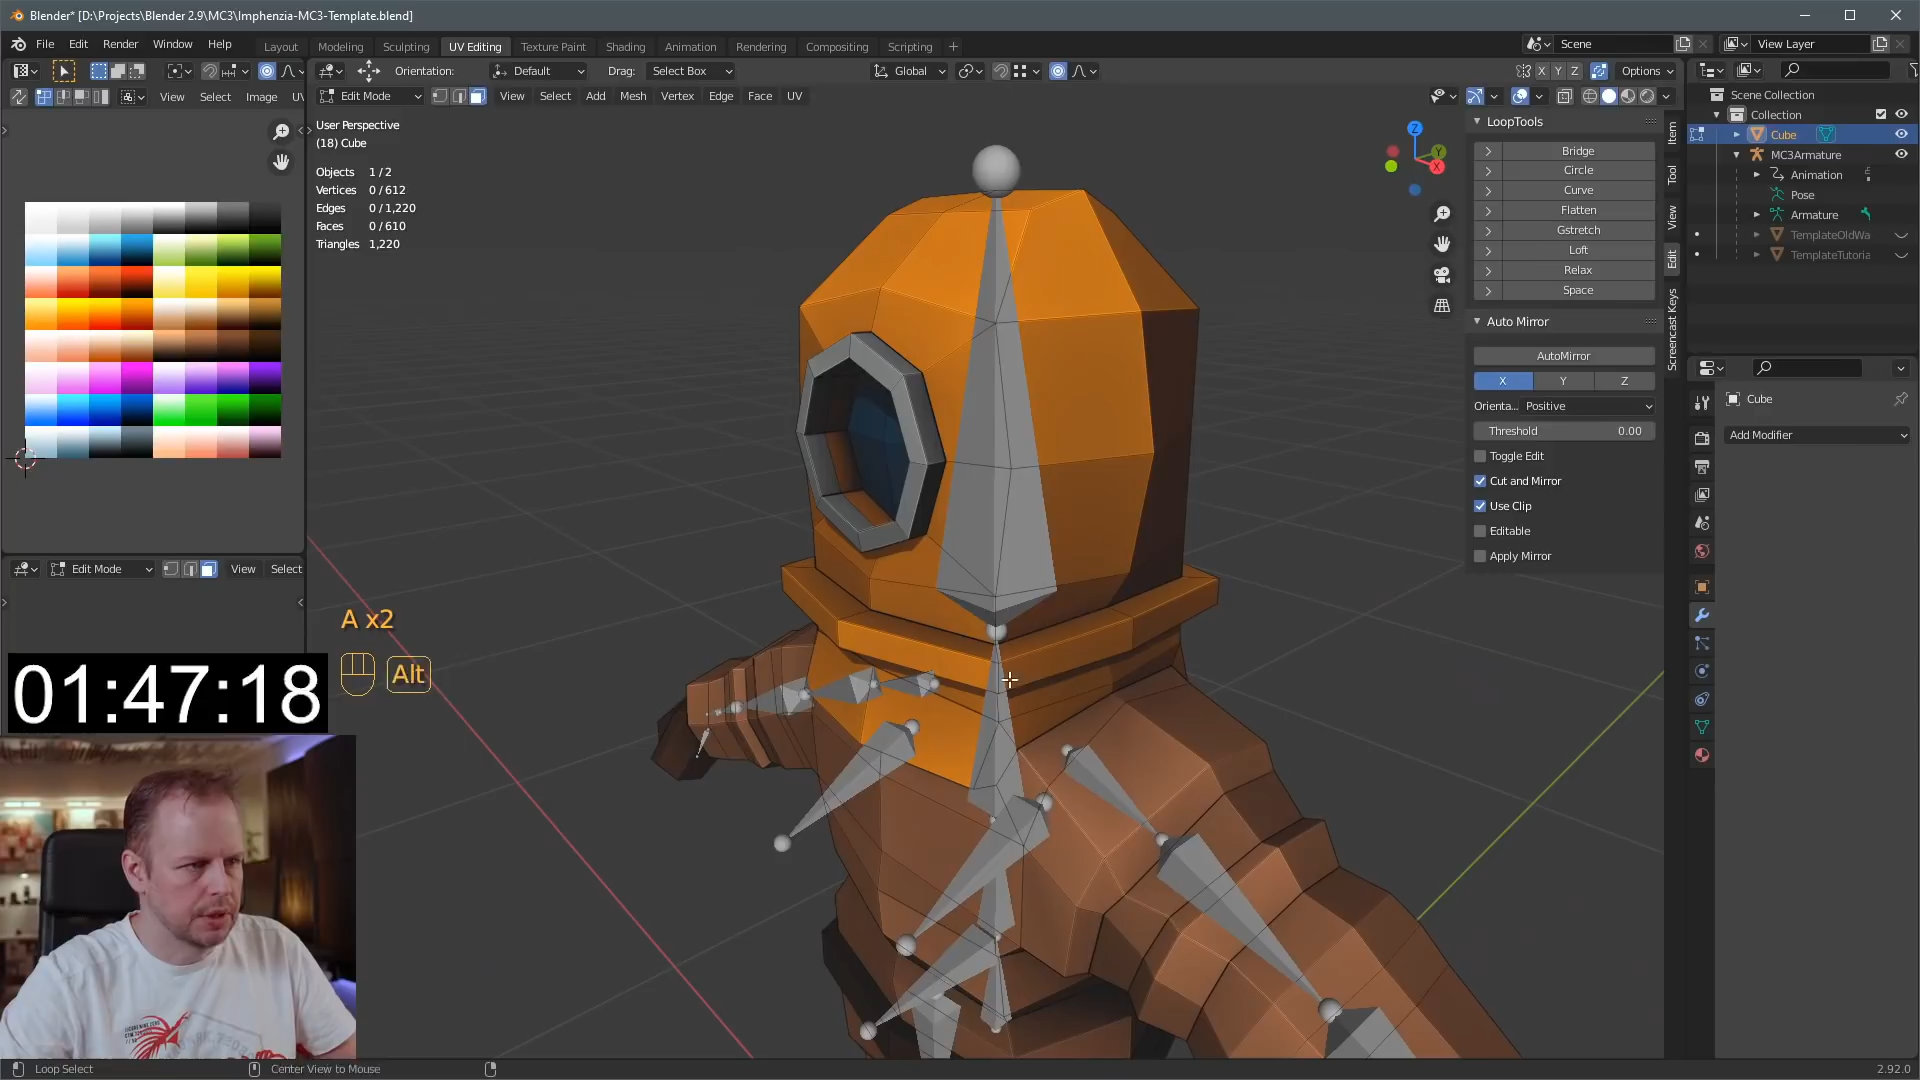 Blender* [D:\Projects\Blender 2.9\MC3\Imphenzia-MC3-Template.blend]
File Edit Render Window Help
Layout Modeling Sculpting UV Editing Texture Paint Shading Animation Rendering Compositing Scripting +
Scene
View Layer
Orientation: Default Drag: Select Box
Global
X Y Z Options
View Select Image UV
Edit Mode View Select Add Mesh Vertex Edge Face UV
User Perspective
(18) Cube
Objects 1 / 2
Vertices 0 / 612
Edges 0 / 1,220
Faces 0 / 610
Triangles 1,220
Z
Y
X
LoopTools
Bridge
Circle
Curve
Flatten
Gstretch
Loft
Relax
Space
Auto Mirror
AutoMirror
X Y Z
Orienta... Positive
Threshold 0.00
Toggle Edit
Cut and Mirror
Use Clip
Editable
Apply Mirror
Item
Tool
View
Edit
Screencast Keys
Scene Collection
Collection
Cube
MC3Armature
Animation
Pose
Armature
TemplateOldWa
TemplateTutoria
Cube
Add Modifier
Edit Mode View Select
A x2
Alt
01:47:18
Loop Select
Center View to Mouse
2.92.0